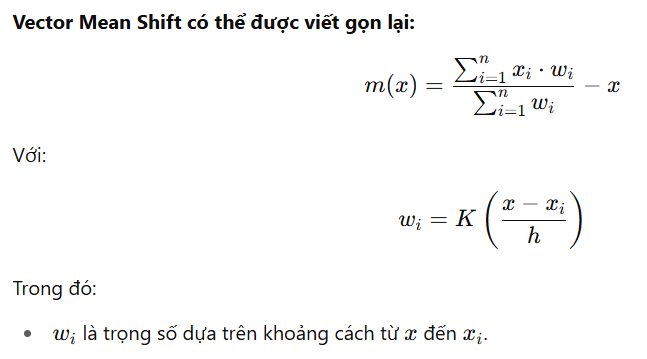 Vector Mean Shift có thể được viết gọn lại:
m(x) = \frac{\sum_{i=1}^{n} x_i \cdot w_i}{\sum_{i=1}^{n} w_i} - x
Với:
w_i = K\left(\frac{x - x_i}{h}\right)
Trong đó:
• w_i là trọng số dựa trên khoảng cách từ x đến x_i.